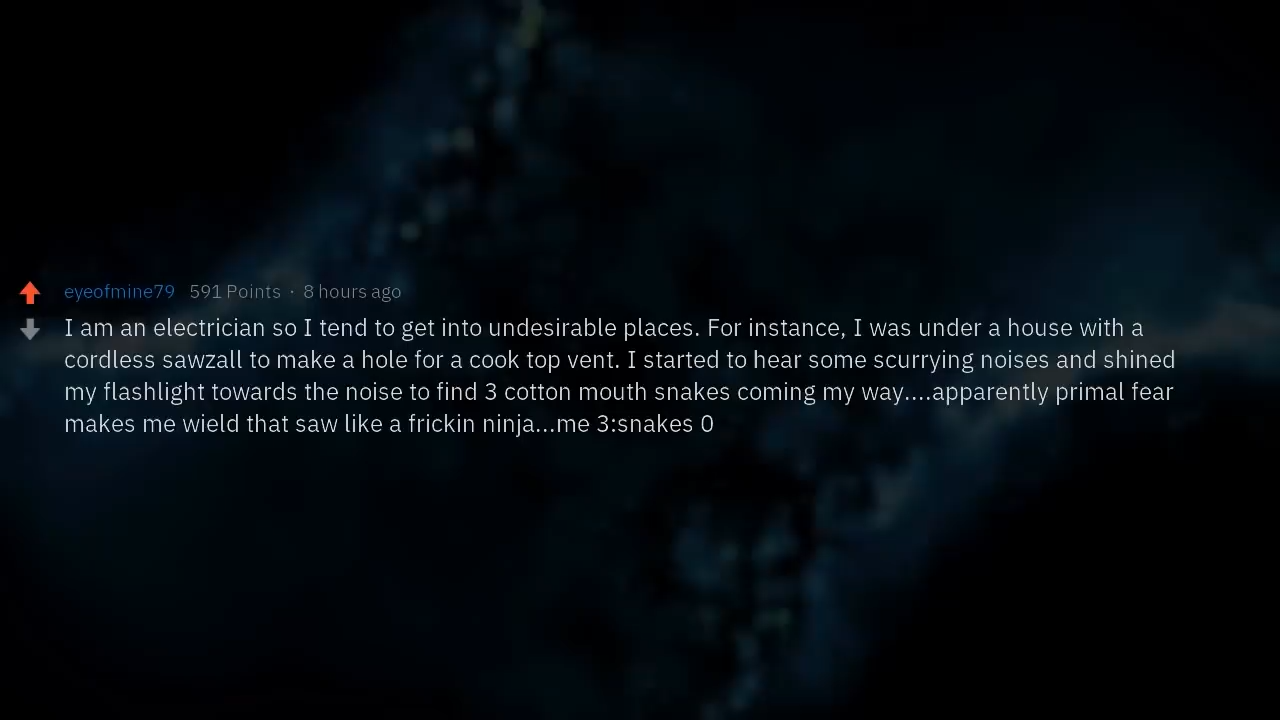 eyeofmine79 591 Points · 8 hours ago
I am an electrician so I tend to get into undesirable places. For instance, I was under a house with a
cordless sawzall to make a hole for a cook top vent. I started to hear some scurrying noises and shined
my flashlight towards the noise to find 3 cotton mouth snakes coming my way....apparently primal fear
makes me wield that saw like a frickin ninja...me 3:snakes 0